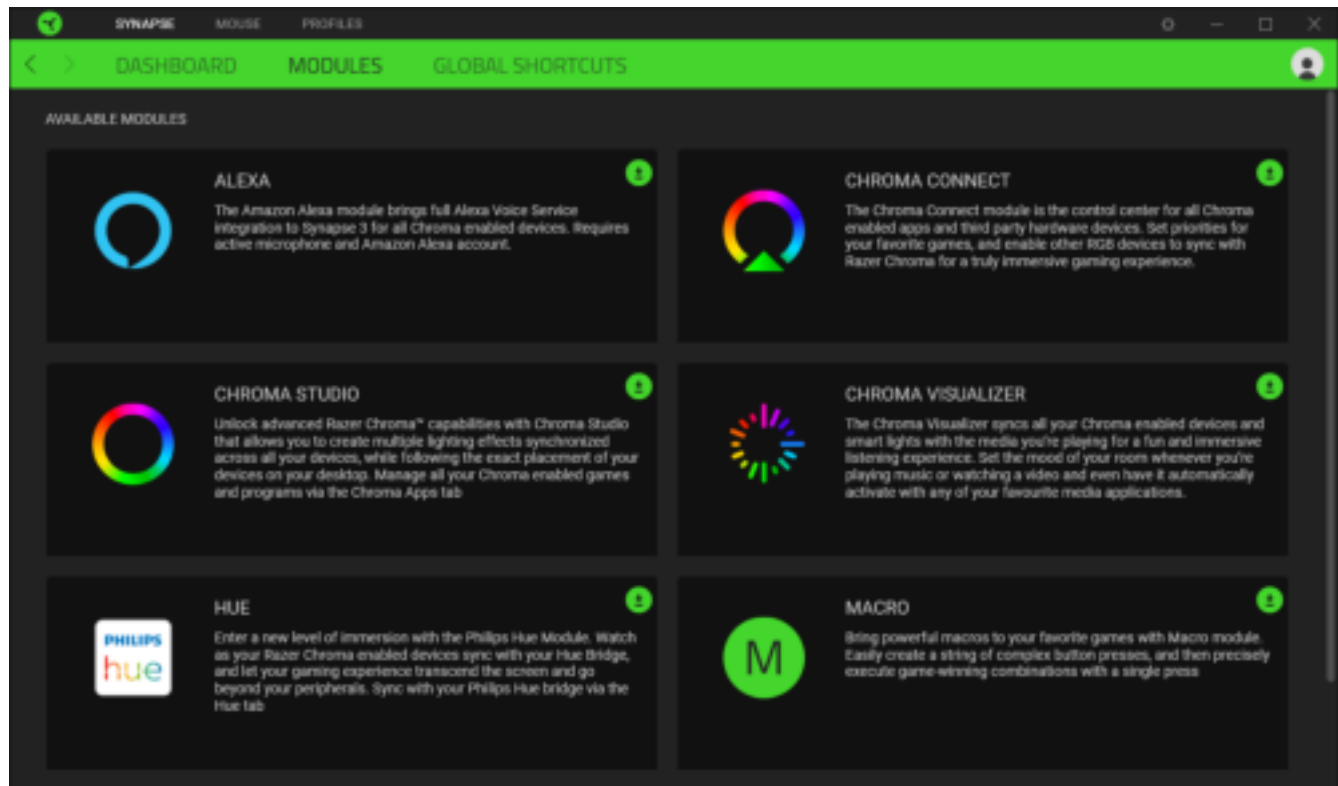 SYNAPSE MOUSE PROFILES
DASHBOARD MODULES GLOBAL SHORTCUTS
AVAILABLE MODULES
ALEXA
The Amazon Alexa module brings full Alexa Voice Service
integration to Synapse 3 for all Chroma enabled devices. Requires
active microphone and Amazon Alexa account.
CHROMA CONNECT
The Chroma Connect module is the control center for all Chroma
enabled apps and third party hardware devices. Set priorities for
your favorite games, and enable other RGB devices to sync with
Razer Chroma for a truly immersive gaming experience.
CHROMA STUDIO
Unlock advanced Razer Chroma™ capabilities with Chroma Studio
that allows you to create multiple lighting effects synchronized
across all your devices, while following the exact placement of your
devices on your desktop. Manage all your Chroma enabled games
and programs via the Chroma Apps tab
CHROMA VISUALIZER
The Chroma Visualizer syncs all your Chroma enabled devices and
smart lights with the media you're playing for a fun and immersive
listening experience. Set the mood of your room whenever you're
playing music or watching a video and even have it automatically
activate with any of your favourite media applications.
PHILIPS
hue
HUE
Enter a new level of immersion with the Philips Hue Module. Watch
as your Razer Chroma enabled devices sync with your Hue Bridge,
and let your gaming experience transcend the screen and go
beyond your peripherals. Sync with your Philips Hue bridge via the
Hue tab
M
MACRO
Bring powerful macros to your favorite games with Macro module.
Easily create a string of complex button presses, and then precisely
execute game-winning combinations with a single press